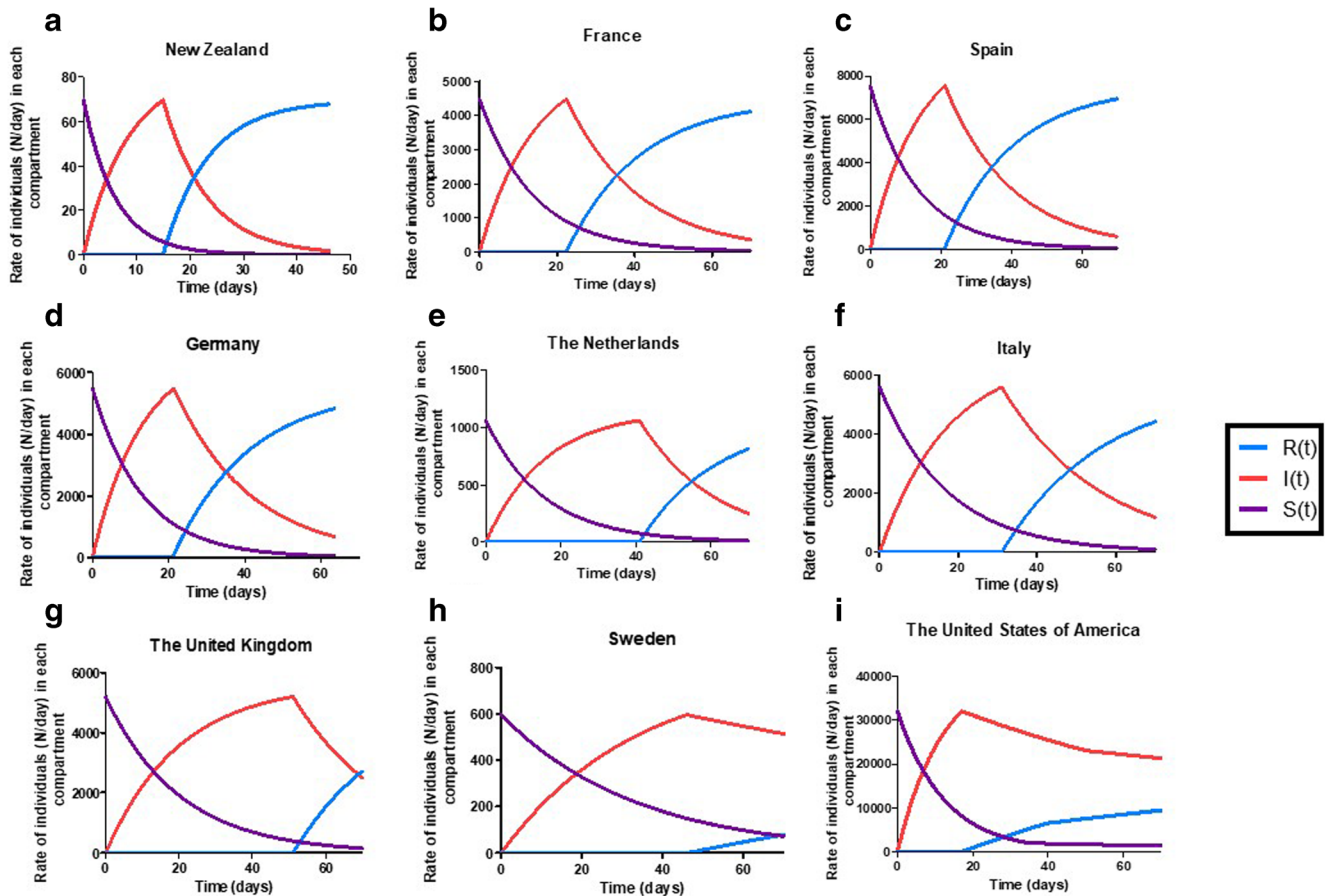 a
New Zealand
Rate of individuals (N/day) in each
compartment
80
60
40
20
0
0 10 20 30 40 50
Time (days)
b
France
Rate of individuals (N/day) in each
compartment
5000
4000
3000
2000
1000
0
0 20 40 60
Time (days)
c
Spain
Rate of individuals (N/day) in each
compartment
8000
6000
4000
2000
0
0 20 40 60
Time (days)
d
Germany
Rate of individuals (N/day) in each
compartment
6000
4000
2000
0
0 20 40 60
Time (days)
e
The Netherlands
Rate of individuals (N/day) in each
compartment
1500
1000
500
0
0 20 40 60
Time (days)
f
Italy
Rate of individuals (N/day) in each
compartment
6000
4000
2000
0
0 20 40 60
Time (days)
R(t)
I(t)
S(t)
g
The United Kingdom
Rate of individuals (N/day) in each
compartment
6000
4000
2000
0
0 20 40 60
Time (days)
h
Sweden
Rate of individuals (N/day) in each
compartment
800
600
400
200
0
0 20 40 60
Time (days)
i
The United States of America
Rate of individuals (N/day) in each
compartment
40000
30000
20000
10000
0
0 20 40 60
Time (days)